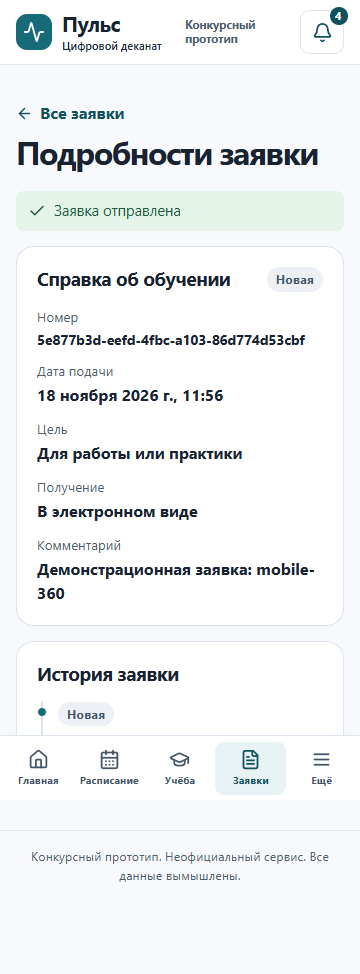 Пульс
Цифровой деканат
Конкурсный
прототип
4
Все заявки
Подробности заявки
Заявка отправлена
Справка об обучении
Новая
Номер
5e877b3d-eefd-4fbc-a103-86d774d53cbf
Дата подачи
18 ноября 2026 г., 11:56
Цель
Для работы или практики
Получение
В электронном виде
Комментарий
Демонстрационная заявка: mobile-
360
История заявки
Новая
Главная
Расписание
Учёба
Заявки
Ещё
Конкурсный прототип. Неофициальный сервис. Все
данные вымышлены.